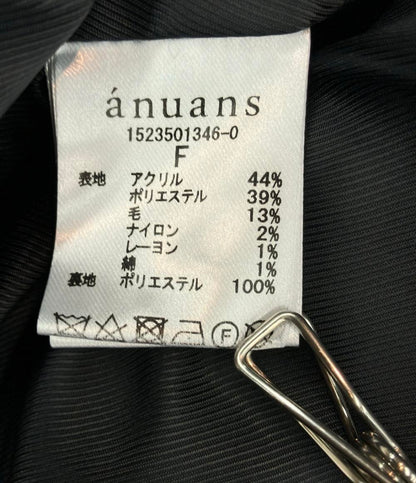 ánuans
1523501346-0
F
表地 アクリル 44%
ポリエステル 39%
毛 13%
ナイロン 2%
レーヨン 1%
綿 1%
裏地 ポリエステル 100%
F